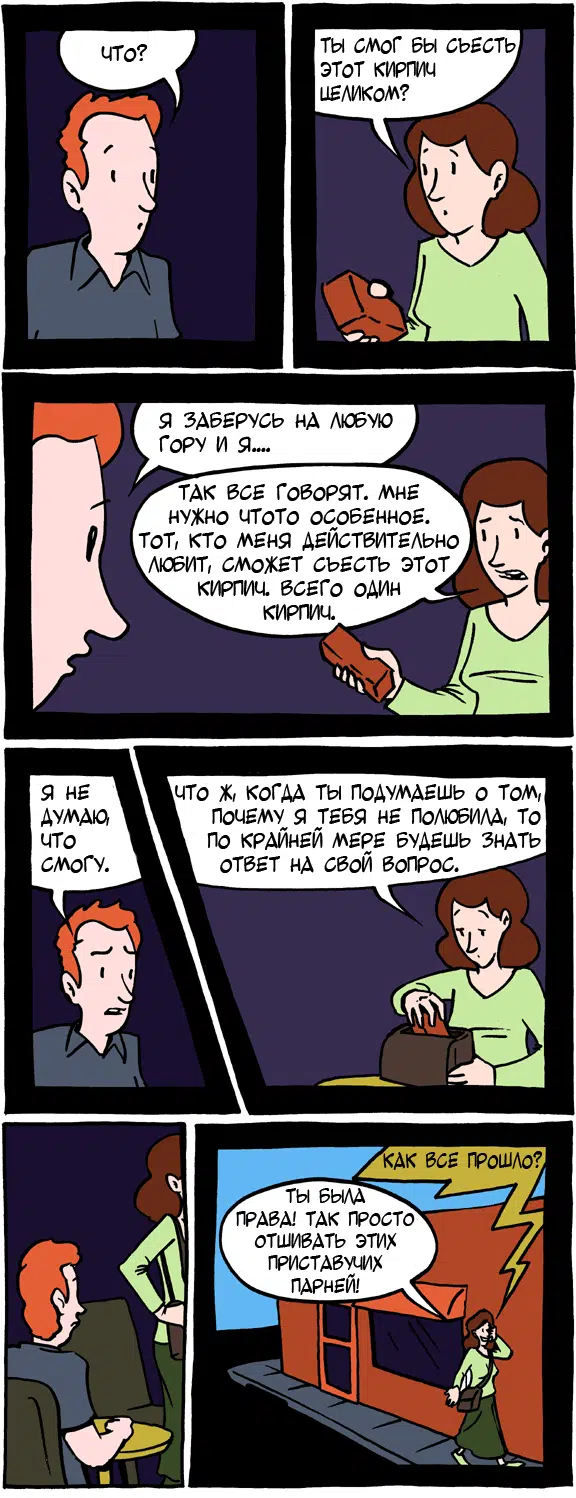 ЧТО?
ТЫ СМОГ БЫ СЬЕСТЬ
ЭТОТ КИРПИЧ
ЦЕЛИКОМ?
Я ЗАБЕРУСЬ НА ЛЮБУЮ
ГОРУ И Я....
ТАК ВСЕ ГОВОРЯТ. МНЕ
НУЖНО ЧТОТО ОСОБЕННОЕ.
ТОТ, КТО МЕНЯ ДЕЙСТВИТЕЛЬНО
ЛЮБИТ, СМОЖЕТ СЬЕСТЬ ЭТОТ
КИРПИЧ. ВСЕГО ОДИН
КИРПИЧ.
Я НЕ
ДУМАЮ,
ЧТО
СМОГУ.
ЧТО Ж, КОГДА ТЫ ПОДУМАЕШЬ О ТОМ,
ПОЧЕМУ Я ТЕБЯ НЕ ПОЛЮБИЛА, ТО
ПО КРАЙНЕЙ МЕРЕ БУДЕШЬ ЗНАТЬ
ОТВЕТ НА СВОЙ ВОПРОС.
КАК ВСЕ ПРОШЛО?
ТЫ БЫЛА
ПРАВА! ТАК ПРОСТО
ОТШИВАТЬ ЭТИХ
ПРИСТАВУЧИХ
ПАРНЕЙ!